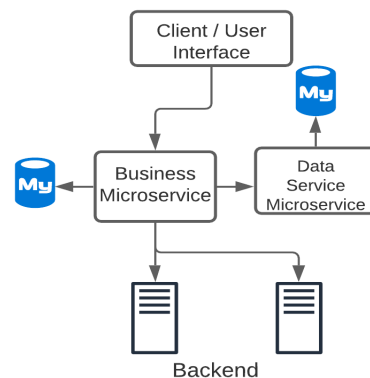 Client / User
Interface
My
My
Business
Microservice
Data
Service
Microservice
Backend